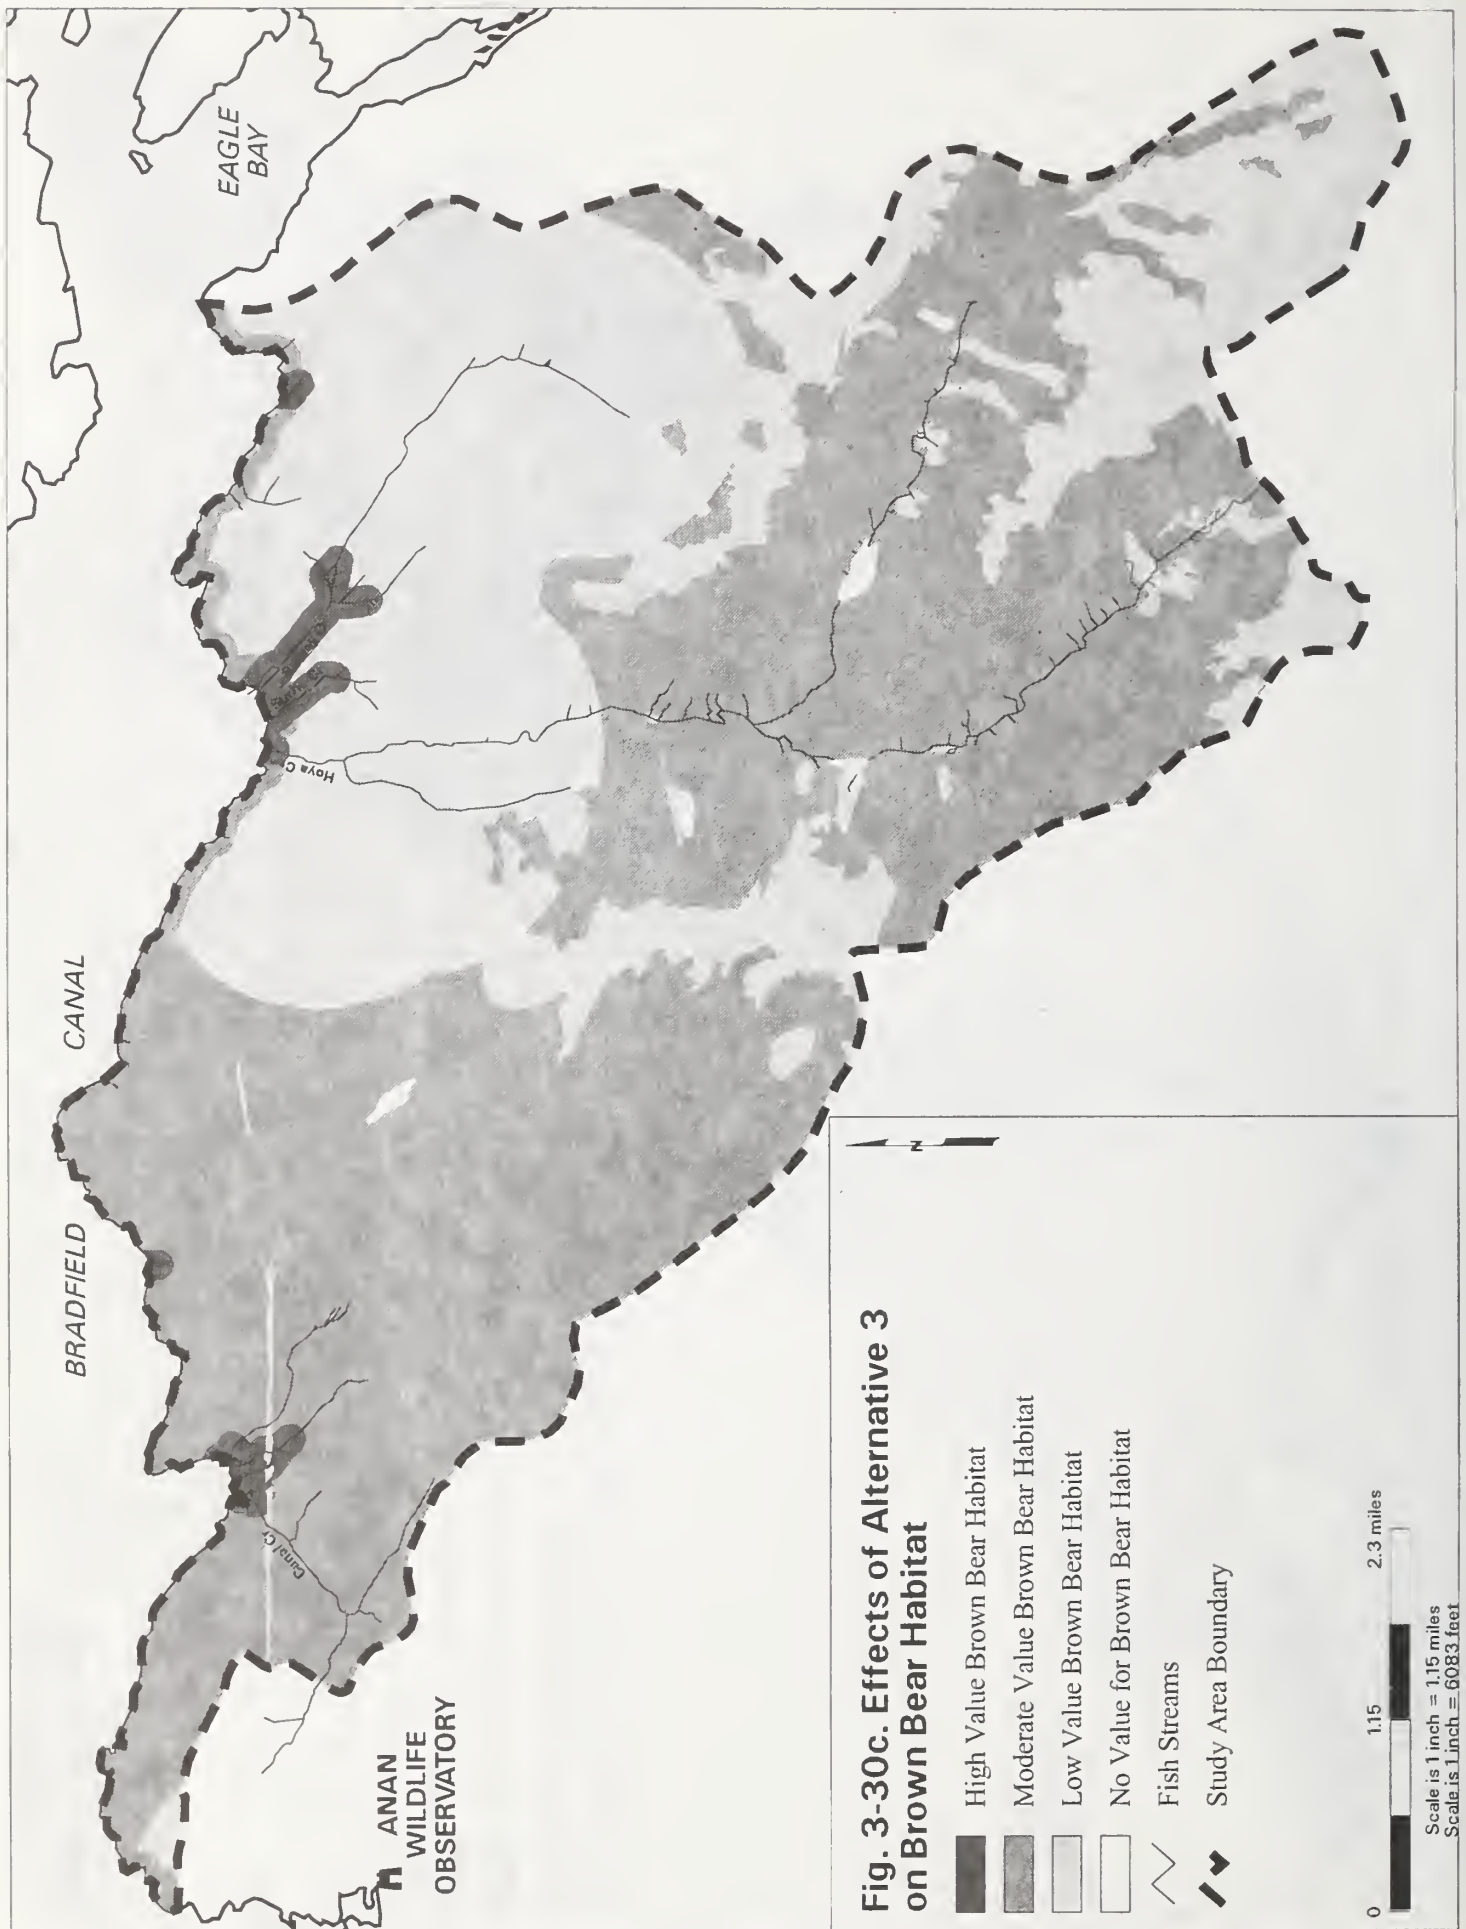 EAGLE
BAY
BRADFIELD CANAL
Hoya C
Canal C
ANAN
WILDLIFE
OBSERVATORY
Fig. 3-30c. Effects of Alternative 3
on Brown Bear Habitat
N
High Value Brown Bear Habitat
Moderate Value Brown Bear Habitat
Low Value Brown Bear Habitat
No Value for Brown Bear Habitat
Fish Streams
Study Area Boundary
0 1.15 2.3 miles
Scale is 1 inch = 1.15 miles
Scale is 1 inch = 6083 feet